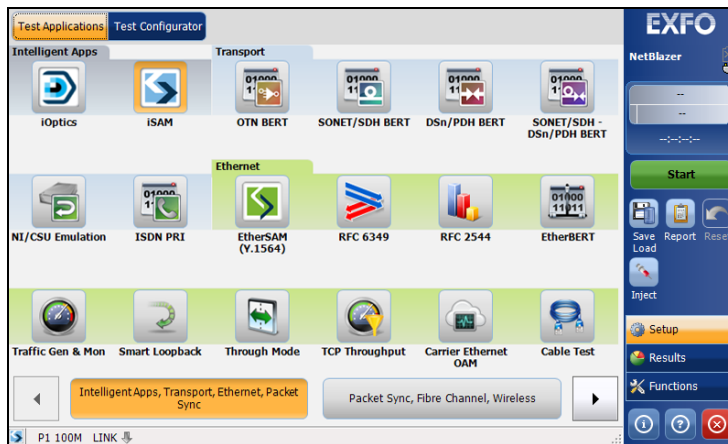 Test Applications Test Configurator
Intelligent Apps Transport
iOptics iSAM OTN BERT SONET/SDH BERT DSn/PDH BERT SONET/SDH -
DSn/PDH BERT
Ethernet
NI/CSU Emulation ISDN PRI EtherSAM
(Y.1564) RFC 6349 RFC 2544 EtherBERT
Traffic Gen & Mon Smart Loopback Through Mode TCP Throughput Carrier Ethernet
OAM Cable Test
Intelligent Apps, Transport, Ethernet, Packet
Sync
Packet Sync, Fibre Channel, Wireless
P1 100M LINK
EXFO
NetBlazer
--
--
--:--:--
Start
Save
Load Report Rese
Inject
Setup
Results
Functions